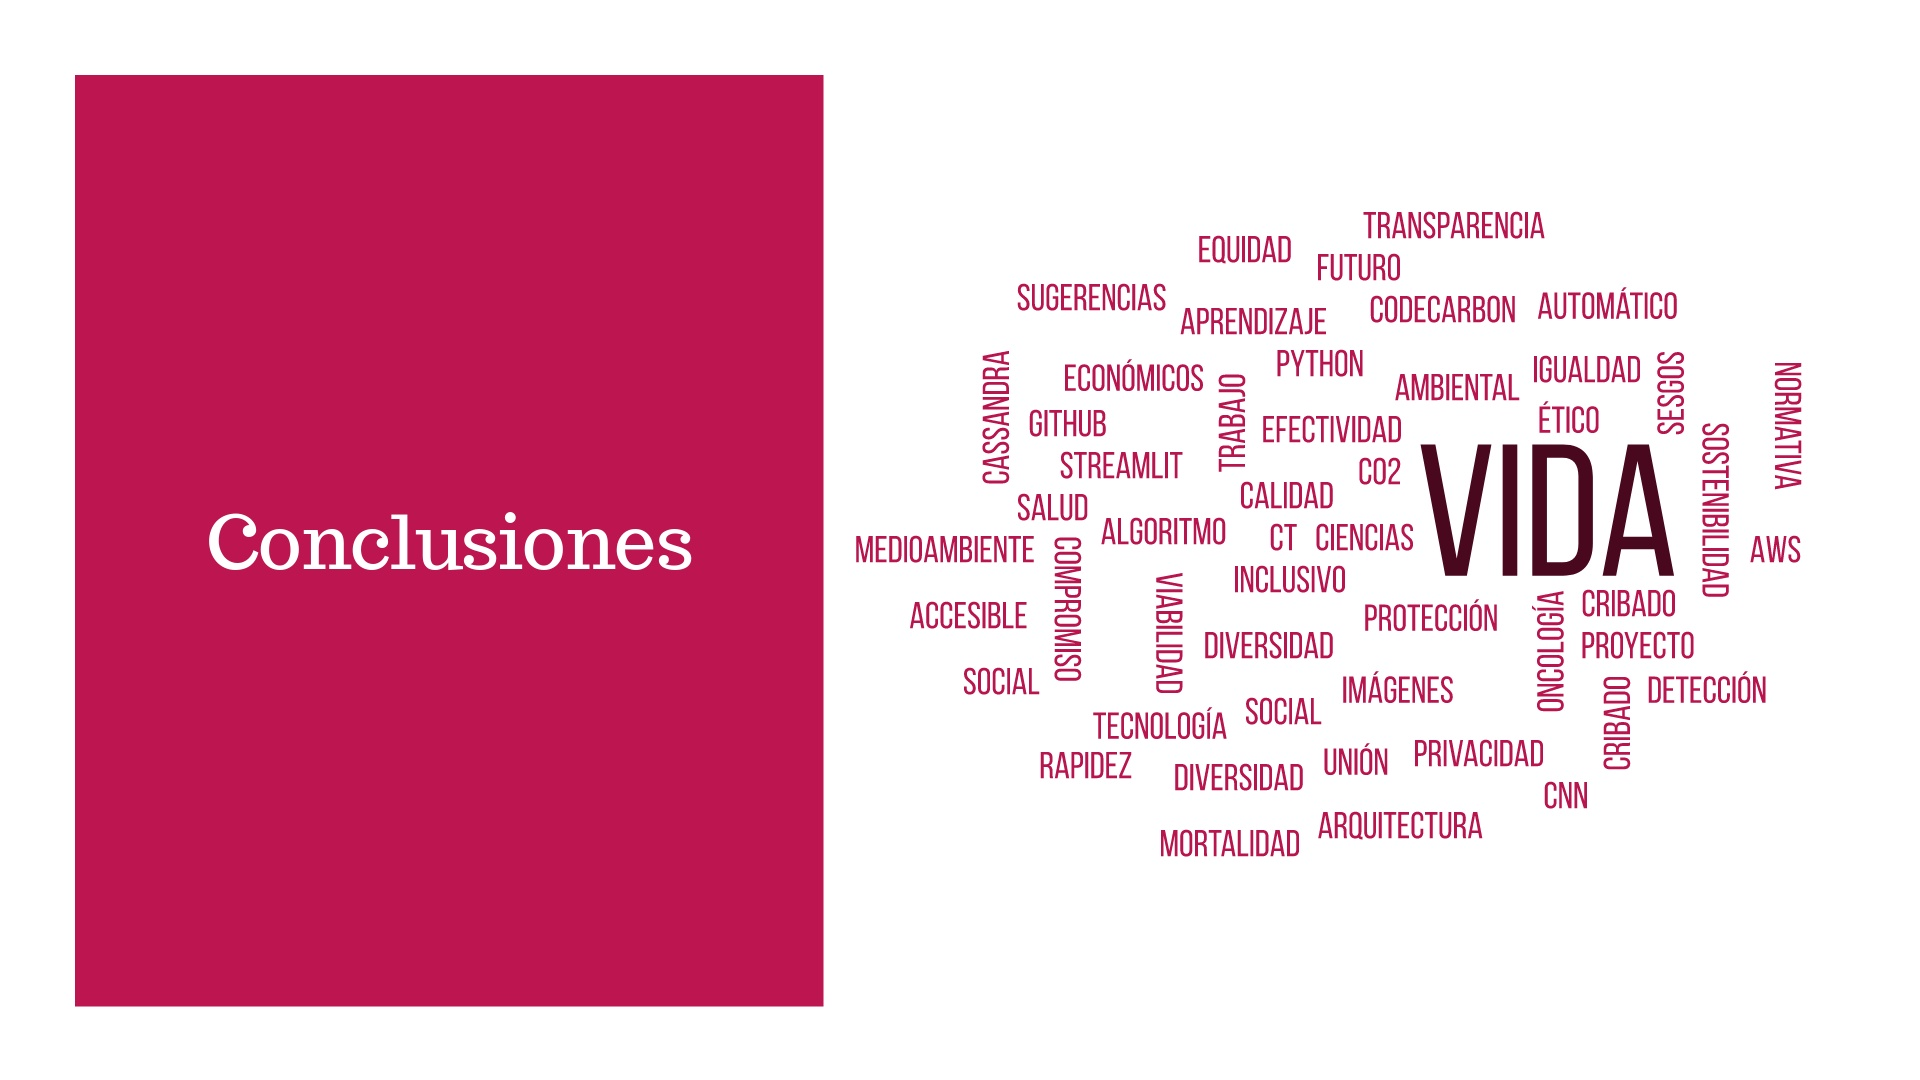 Conclusiones
TRANSPARENCIA
EQUIDAD
FUTURO
SUGERENCIAS
APRENDIZAJE
CODECARBON
AUTOMÁTICO
CASSANDRA
ECONÓMICOS
PYTHON
TRABAJO
AMBIENTAL
IGUALDAD
SESGOS
NORMATIVA
GITHUB
EFECTIVIDAD
ÉTICO
STREAMLIT
CO2
VIDA
SOSTENIBILIDAD
SALUD
CALIDAD
ALGORITMO
CT
CIENCIAS
MEDIOAMBIENTE
AWS
COMPROMISO
VIABILIDAD
INCLUSIVO
ACCESIBLE
PROTECCIÓN
ONCOLOGÍA
CRIBADO
DIVERSIDAD
PROYECTO
SOCIAL
IMÁGENES
DETECCIÓN
TECNOLOGÍA
SOCIAL
CRIBADO
RAPIDEZ
DIVERSIDAD
UNIÓN
PRIVACIDAD
CNN
MORTALIDAD
ARQUITECTURA